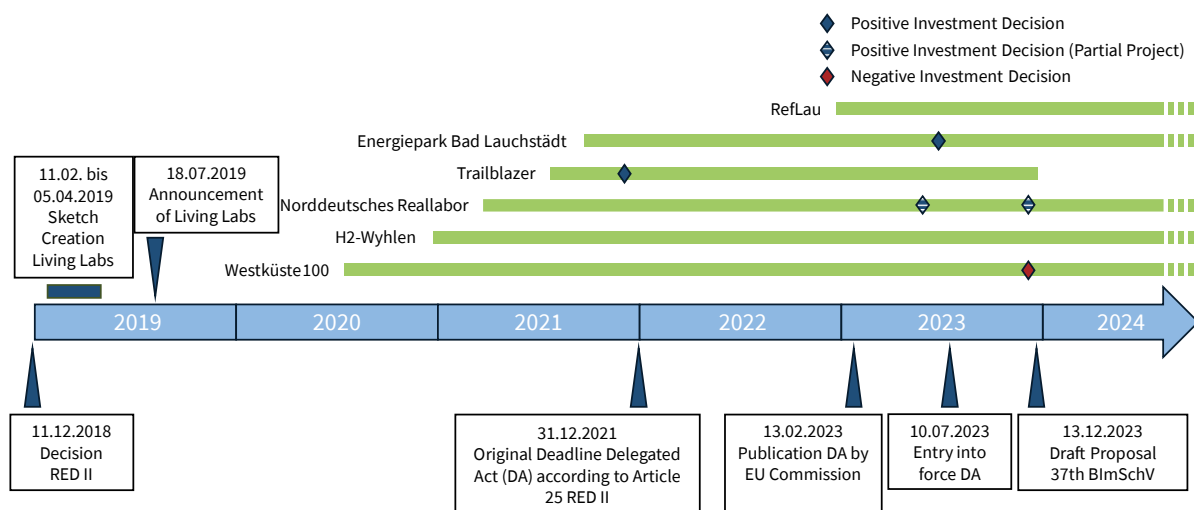 Positive Investment Decision
Positive Investment Decision (Partial Project)
Negative Investment Decision
RefLau
Energiepark Bad Lauchstädt
Trailblazer
Norddeutsches Reallabor
H2-Wyhlen
Westküste100
11.02. bis
05.04.2019
Sketch
Creation
Living Labs
18.07.2019
Announcement
of Living Labs
2019
2020
2021
2022
2023
2024
11.12.2018
Decision
RED II
31.12.2021
Original Deadline Delegated
Act (DA) according to Article
25 RED II
13.02.2023
Publication DA by
EU Commission
10.07.2023
Entry into
force DA
13.12.2023
Draft Proposal
37th BImSchV